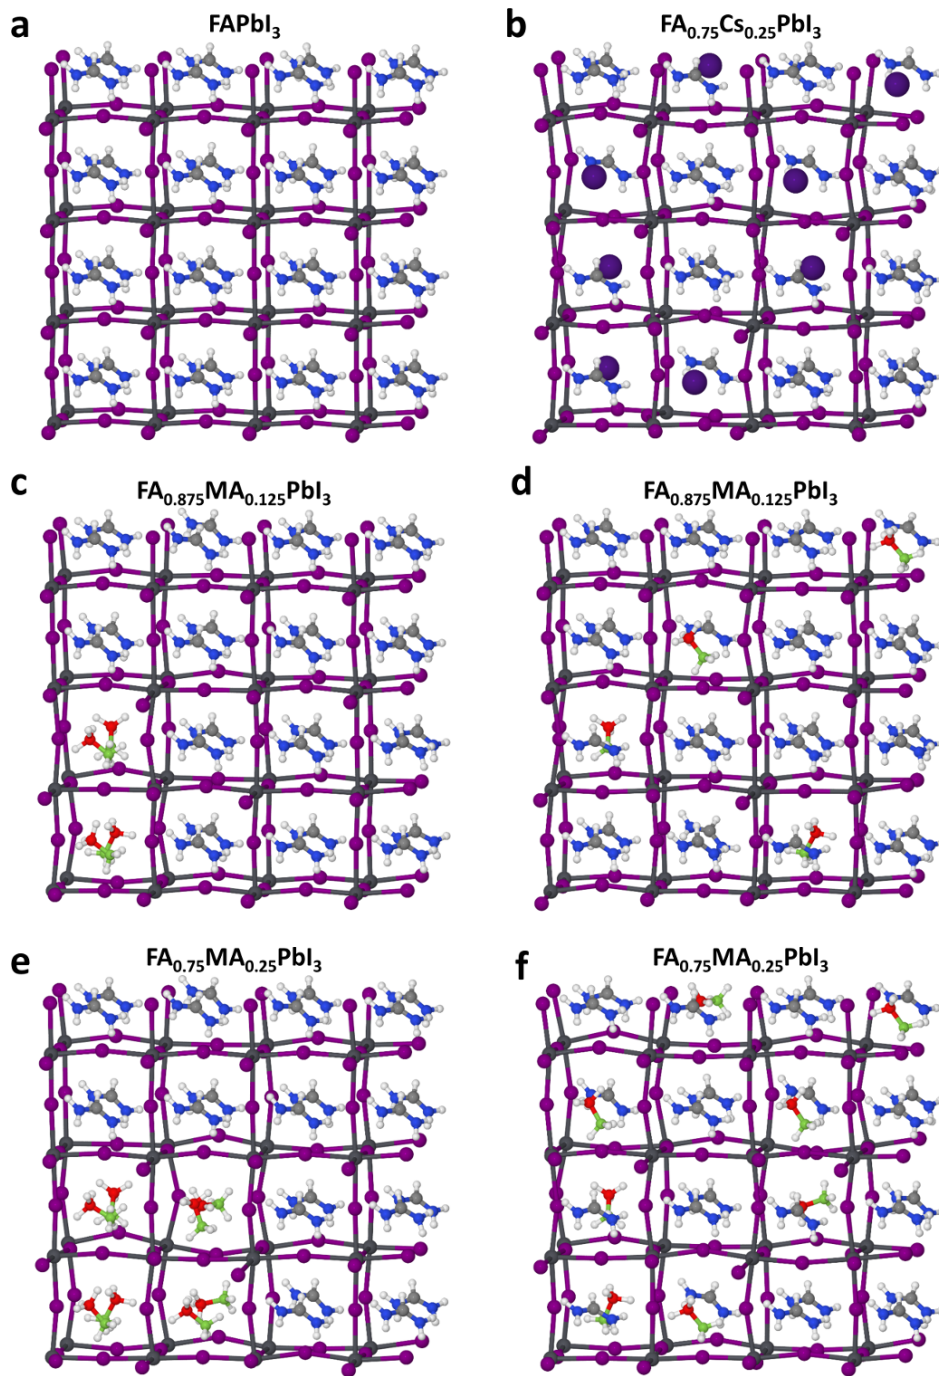 a FAPbI₃
b FA₀.₇₅Cs₀.₂₅PbI₃
c FA₀.₈₇₅MA₀.₁₂₅PbI₃
d FA₀.₈₇₅MA₀.₁₂₅PbI₃
e FA₀.₇₅MA₀.₂₅PbI₃
f FA₀.₇₅MA₀.₂₅PbI₃